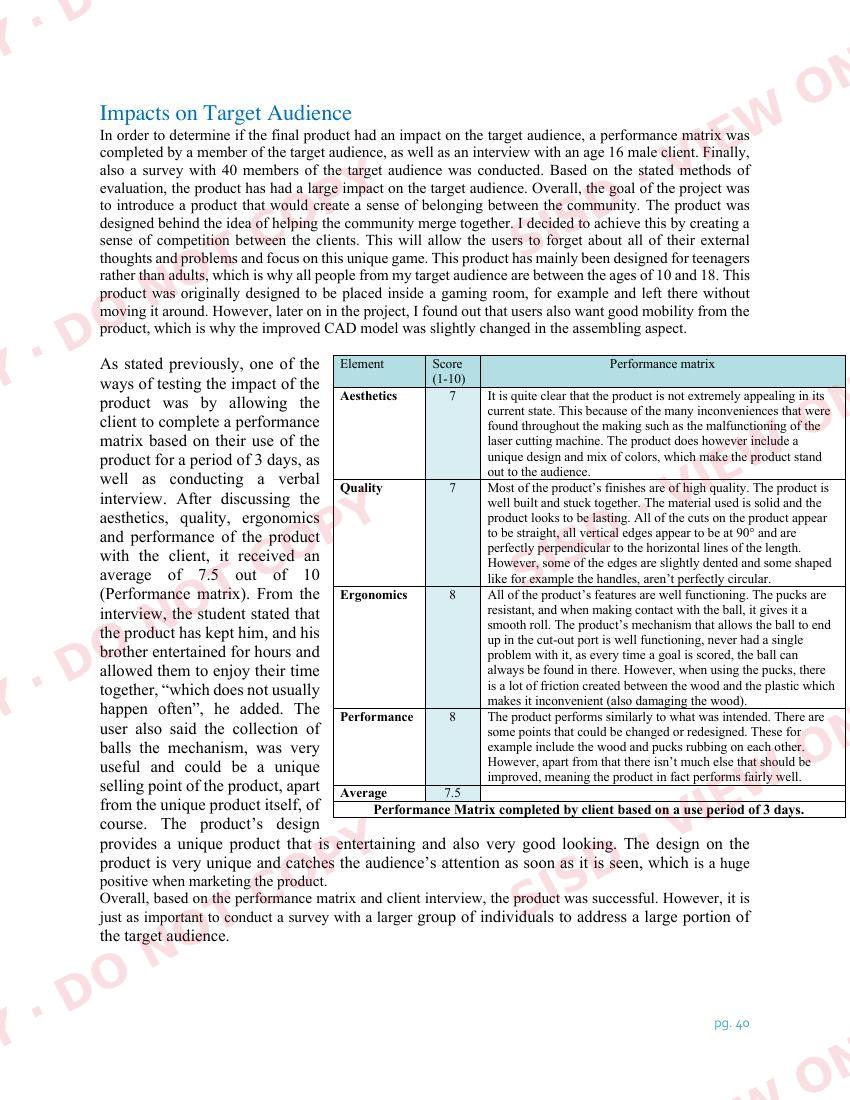 Impacts on Target Audience
In order to determine if the final product had an impact on the target audience, a performance matrix was
completed by a member of the target audience, as well as an interview with an age 16 male client. Finally,
also a survey with 40 members of the target audience was conducted. Based on the stated methods of
evaluation, the product has had a large impact on the target audience. Overall, the goal of the project was
to introduce a product that would create a sense of belonging between the community. The product was
designed behind the idea of helping the community merge together. I decided to achieve this by creating a
sense of competition between the clients. This will allow the users to forget about all of their external
thoughts and problems and focus on this unique game. This product has mainly been designed for teenagers
rather than adults, which is why all people from my target audience are between the ages of 10 and 18. This
product was originally designed to be placed inside a gaming room, for example and left there without
moving it around. However, later on in the project, I found out that users also want good mobility from the
product, which is why the improved CAD model was slightly changed in the assembling aspect.
As stated previously, one of the
ways of testing the impact of the
product was by allowing the
client to complete a performance
matrix based on their use of the
product for a period of 3 days, as
well as conducting a verbal
interview. After discussing the
aesthetics, quality, ergonomics
and performance of the product
with the client, it received an
average of 7.5 out of 10
(Performance matrix). From the
interview, the student stated that
the product has kept him, and his
brother entertained for hours and
allowed them to enjoy their time
together, “which does not usually
happen often”, he added. The
user also said the collection of
balls the mechanism, was very
useful and could be a unique
selling point of the product, apart
from the unique product itself, of
course. The product’s design
provides a unique product that is entertaining and also very good looking. The design on the
product is very unique and catches the audience’s attention as soon as it is seen, which is a huge
positive when marketing the product.
Overall, based on the performance matrix and client interview, the product was successful. However, it is
just as important to conduct a survey with a larger group of individuals to address a large portion of
the target audience.
Element Score (1-10) Performance matrix
Aesthetics 7 It is quite clear that the product is not extremely appealing in its
current state. This because of the many inconveniences that were
found throughout the making such as the malfunctioning of the
laser cutting machine. The product does however include a
unique design and mix of colors, which make the product stand
out to the audience.
Quality 7 Most of the product’s finishes are of high quality. The product is
well built and stuck together. The material used is solid and the
product looks to be lasting. All of the cuts on the product appear
to be straight, all vertical edges appear to be at 90° and are
perfectly perpendicular to the horizontal lines of the length.
However, some of the edges are slightly dented and some shaped
like for example the handles, aren’t perfectly circular.
Ergonomics 8 All of the product’s features are well functioning. The pucks are
resistant, and when making contact with the ball, it gives it a
smooth roll. The product’s mechanism that allows the ball to end
up in the cut-out port is well functioning, never had a single
problem with it, as every time a goal is scored, the ball can
always be found in there. However, when using the pucks, there
is a lot of friction created between the wood and the plastic which
makes it inconvenient (also damaging the wood).
Performance 8 The product performs similarly to what was intended. There are
some points that could be changed or redesigned. These for
example include the wood and pucks rubbing on each other.
However, apart from that there isn’t much else that should be
improved, meaning the product in fact performs fairly well.
Average 7.5
Performance Matrix completed by client based on a use period of 3 days.
pg. 40
SISD · VIEW ON
Y · DO NOT COPY